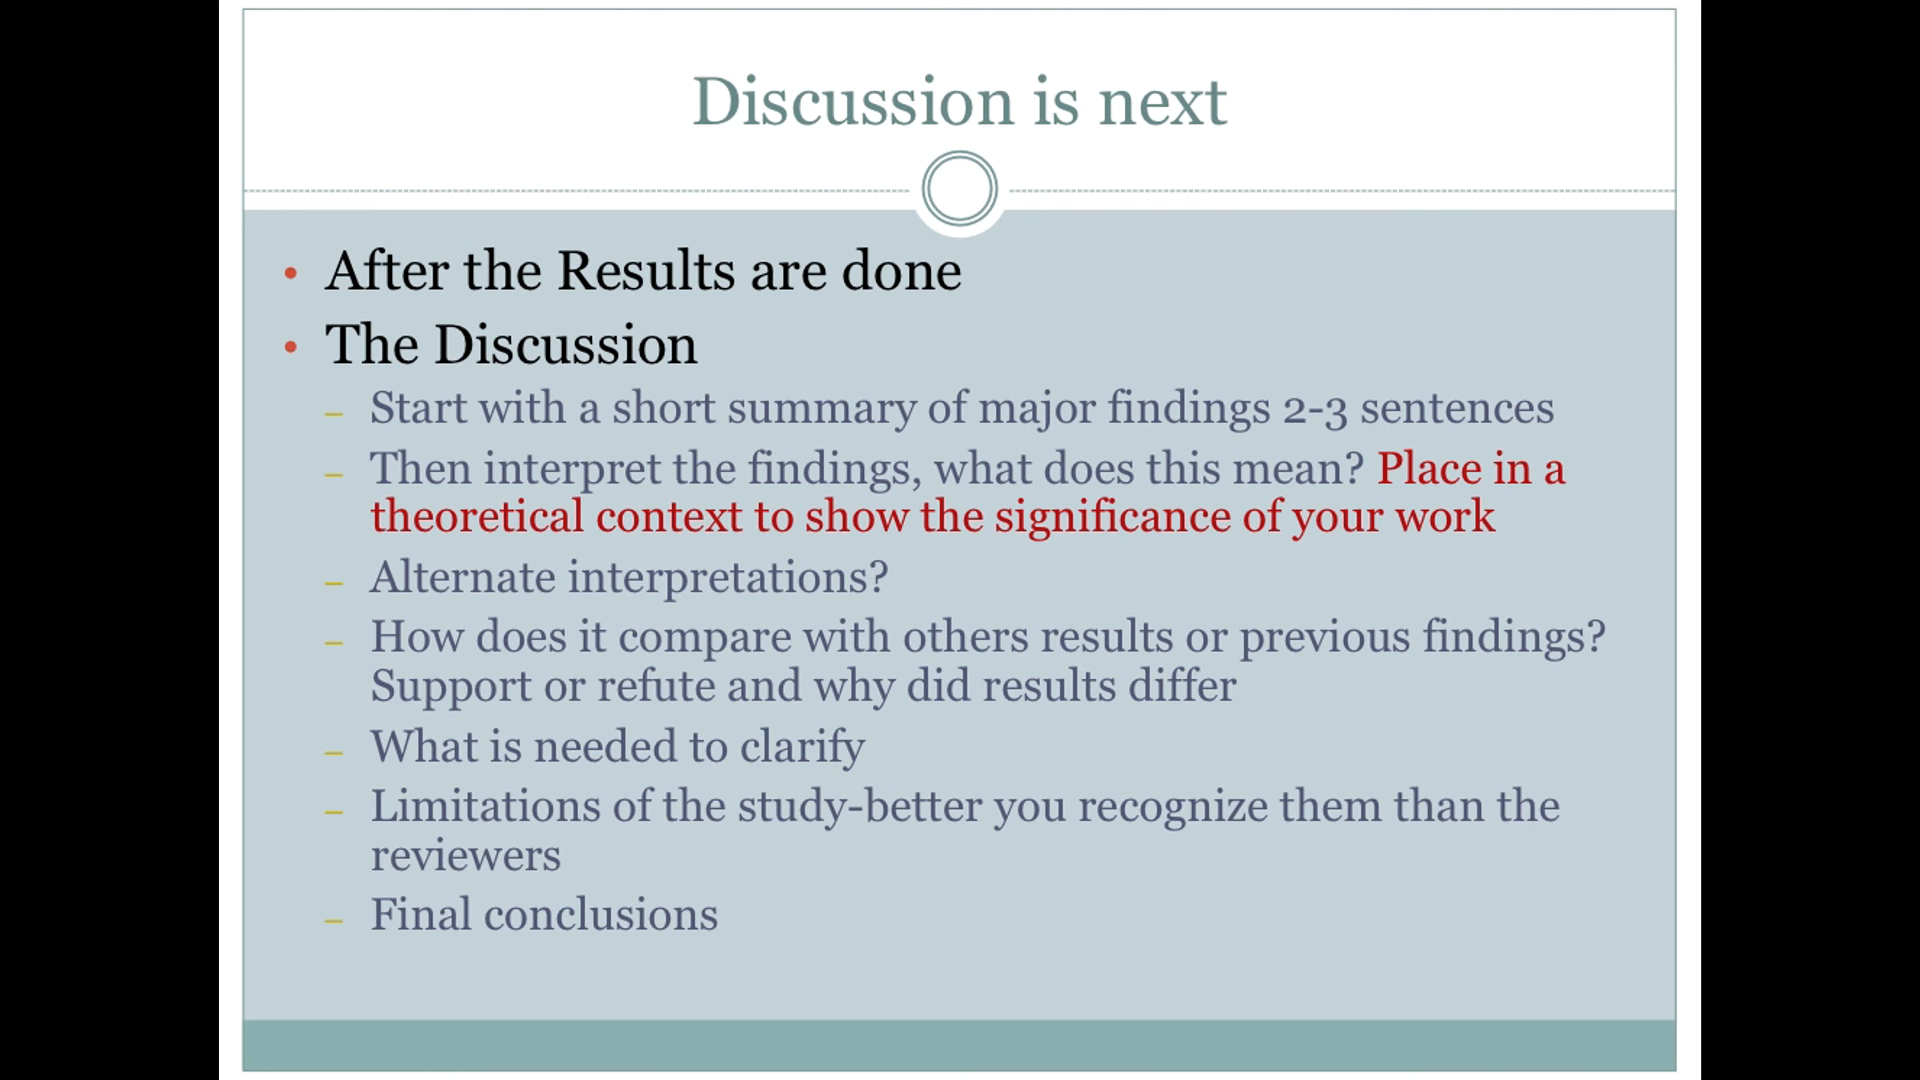 Discussion is next
• After the Results are done
• The Discussion
– Start with a short summary of major findings 2-3 sentences
– Then interpret the findings, what does this mean? Place in a
theoretical context to show the significance of your work
– Alternate interpretations?
– How does it compare with others results or previous findings?
Support or refute and why did results differ
– What is needed to clarify
– Limitations of the study-better you recognize them than the
reviewers
– Final conclusions